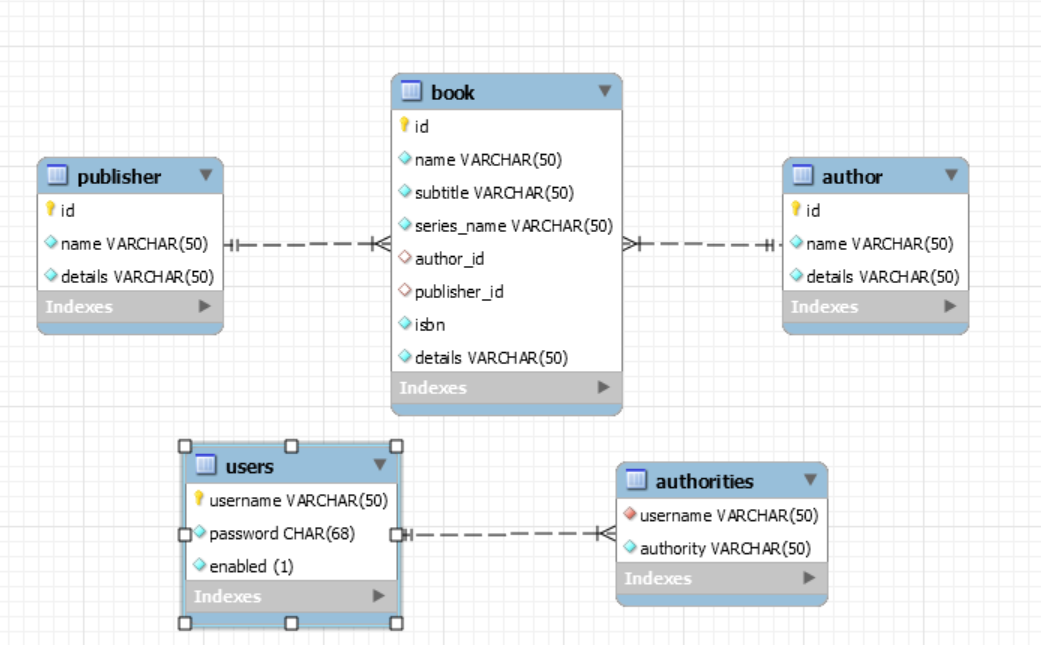 book
id
name VARCHAR(50)
subtitle VARCHAR(50)
series_name VARCHAR(50)
author_id
publisher_id
isbn
details VARCHAR(50)
Indexes
publisher
id
name VARCHAR(50)
details VARCHAR(50)
Indexes
author
id
name VARCHAR(50)
details VARCHAR(50)
Indexes
users
username VARCHAR(50)
password CHAR(68)
enabled (1)
Indexes
authorities
username VARCHAR(50)
authority VARCHAR(50)
Indexes